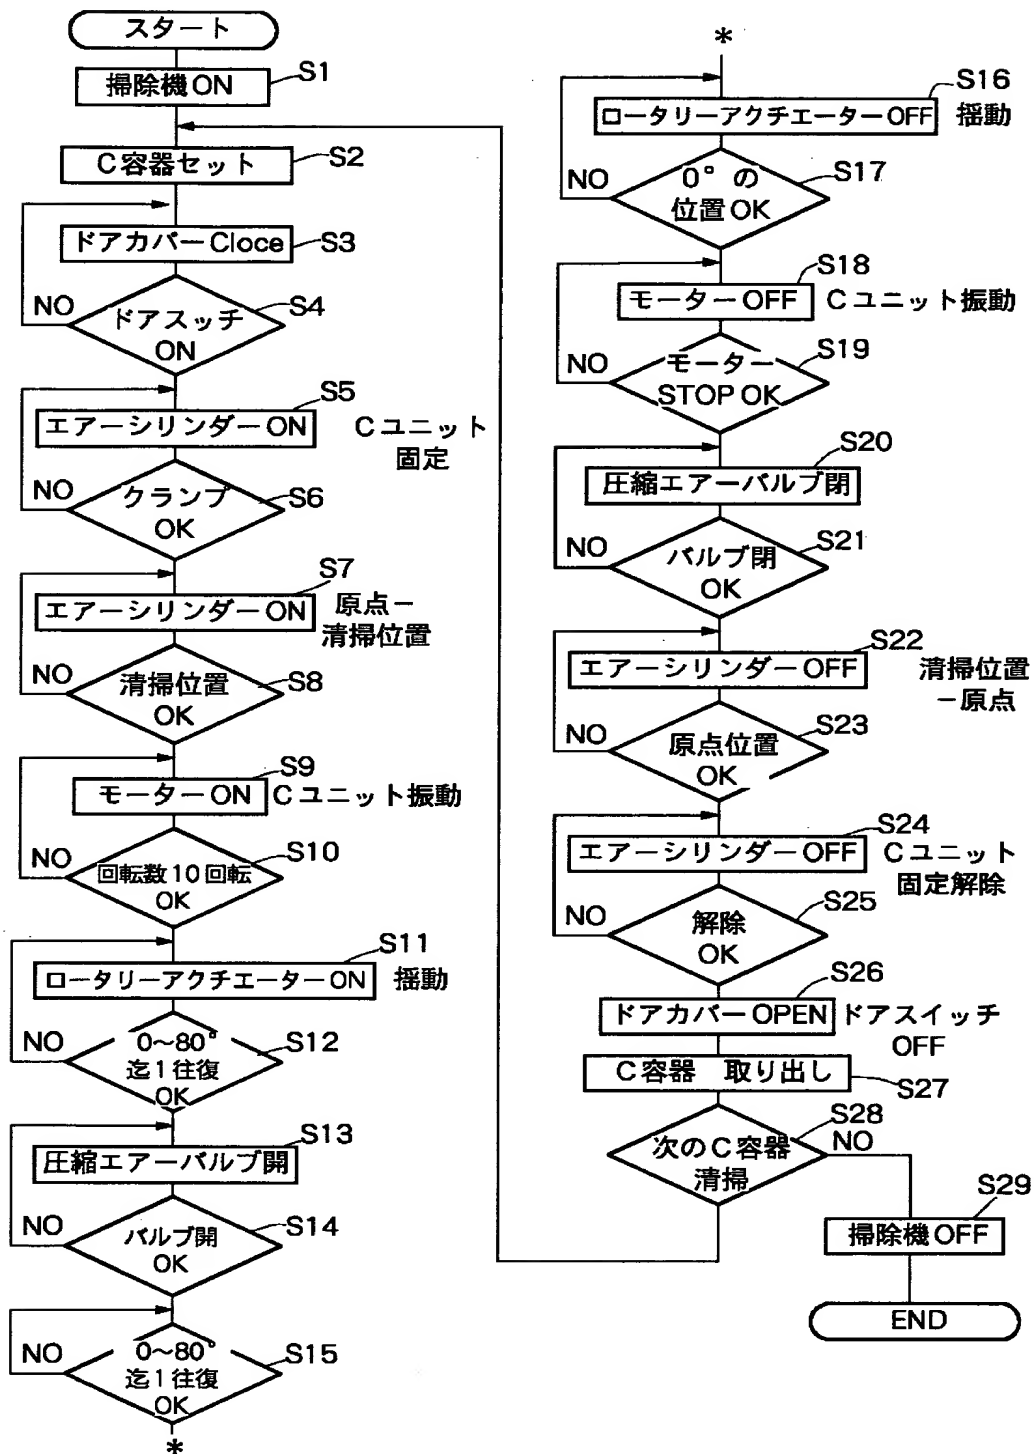 スタート
掃除機ON
S1
C容器セット
S2
ドアカバーCloce
S3
NO
ドアスッチ
ON
S4
エアーシリンダーON
S5
Cユニット
固定
NO
クランプ
OK
S6
エアーシリンダーON
S7
原点−
清掃位置
NO
清掃位置
OK
S8
モーターON
S9
Cユニット振動
NO
回転数10回転
OK
S10
ロータリーアクチエーターON
S11
揺動
NO
0〜80°
迄1往復
OK
S12
圧縮エアーバルブ開
S13
NO
バルブ開
OK
S14
NO
0〜80°
迄1往復
OK
S15
*
*
ロータリーアクチエーターOFF
S16
揺動
NO
0°の
位置OK
S17
モーターOFF
S18
Cユニット振動
NO
モーター
STOP OK
S19
圧縮エアーバルブ閉
S20
NO
バルブ閉
OK
S21
エアーシリンダーOFF
S22
清掃位置
−原点
NO
原点位置
OK
S23
エアーシリンダーOFF
S24
Cユニット
固定解除
NO
解除
OK
S25
ドアカバーOPEN
S26
ドアスイッチ
OFF
C容器 取り出し
S27
次のC容器
清掃
S28
NO
掃除機OFF
S29
END